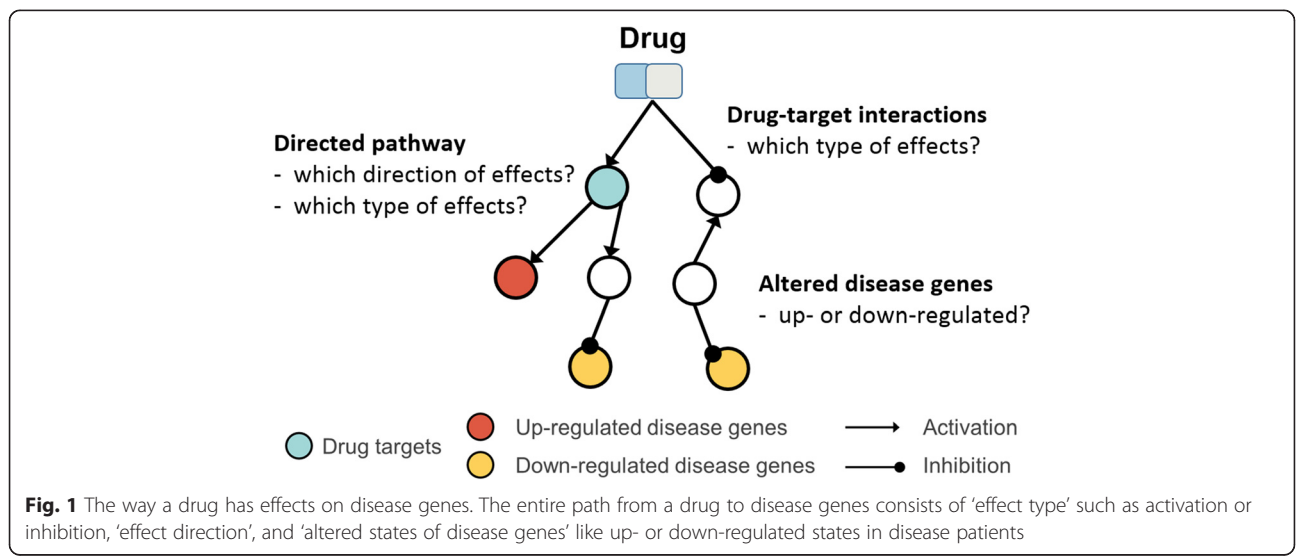 Drug
Drug-target interactions
- which type of effects?
Directed pathway
- which direction of effects?
- which type of effects?
Altered disease genes
- up- or down-regulated?
Drug targets
Up-regulated disease genes
Down-regulated disease genes
Activation
Inhibition
Fig. 1 The way a drug has effects on disease genes. The entire path from a drug to disease genes consists of ‘effect type’ such as activation or
inhibition, ‘effect direction’, and ‘altered states of disease genes’ like up- or down-regulated states in disease patients